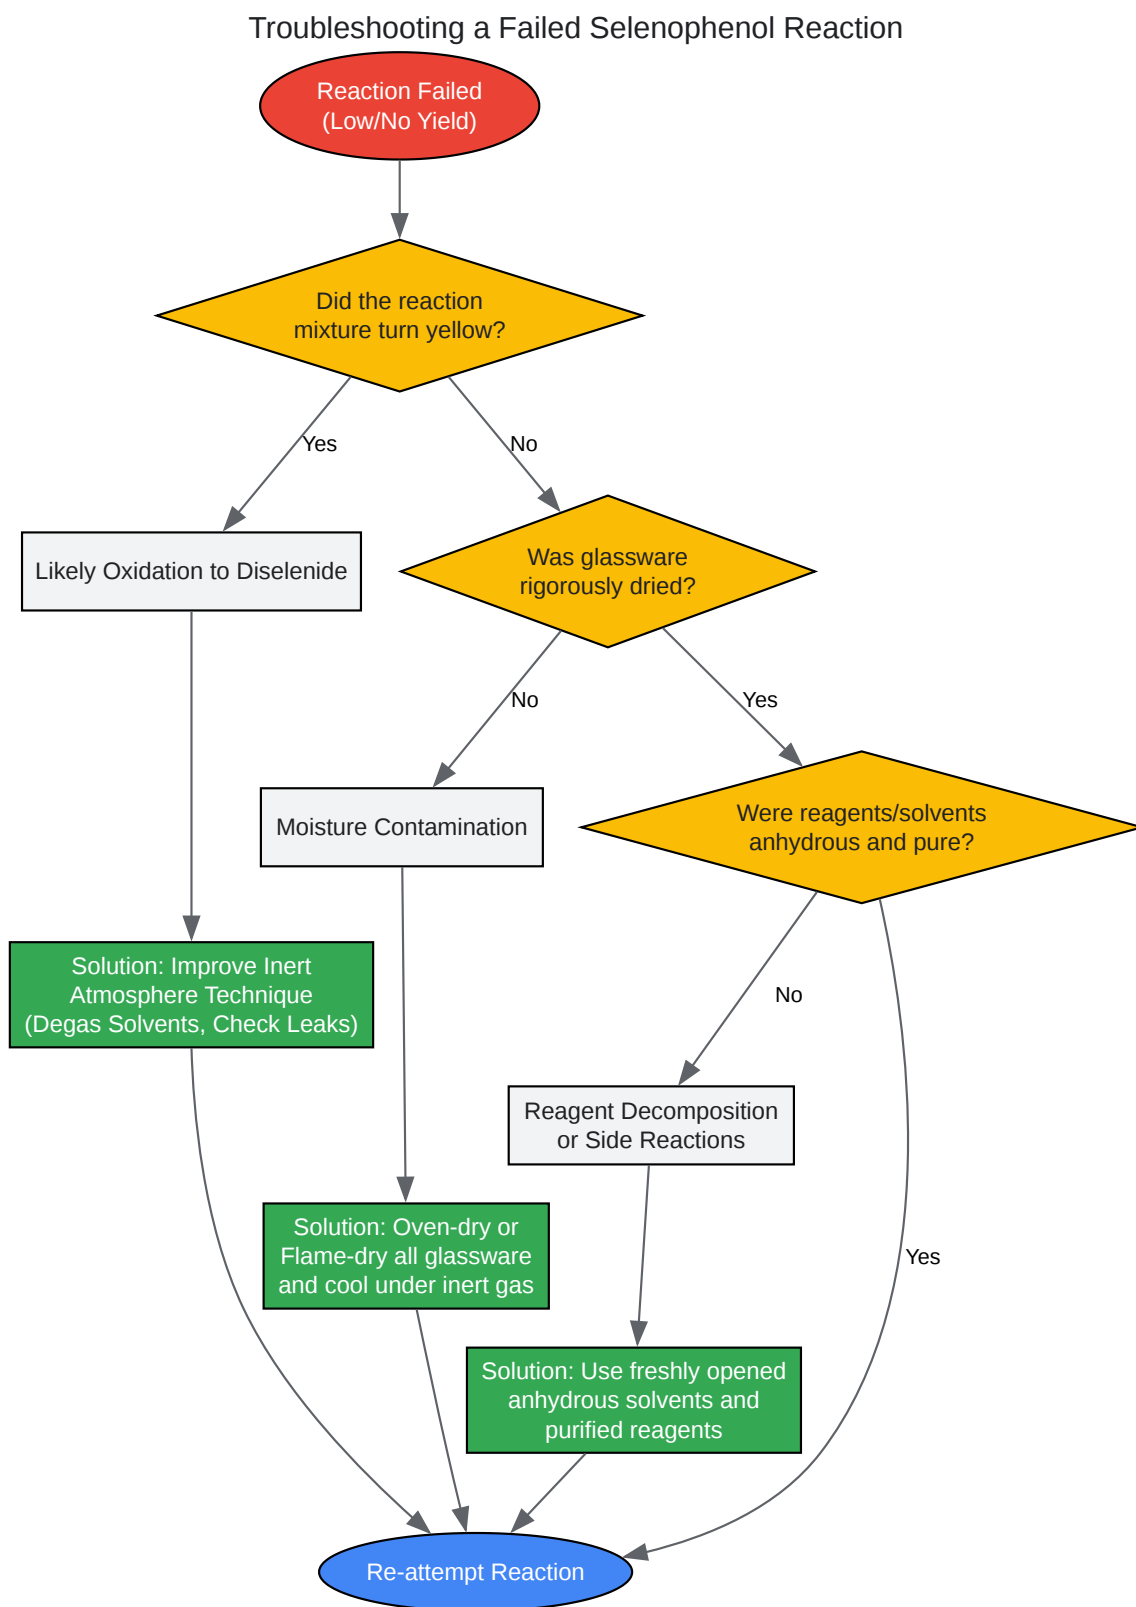 Troubleshooting a Failed Selenophenol Reaction
Reaction Failed
(Low/No Yield)
Did the reaction
mixture turn yellow?
Yes
No
Likely Oxidation to Diselenide
Was glassware
rigorously dried?
No
Yes
Moisture Contamination
Were reagents/solvents
anhydrous and pure?
Solution: Improve Inert
Atmosphere Technique
(Degas Solvents, Check Leaks)
No
Reagent Decomposition
or Side Reactions
Solution: Oven-dry or
Flame-dry all glassware
and cool under inert gas
Yes
Solution: Use freshly opened
anhydrous solvents and
purified reagents
Re-attempt Reaction